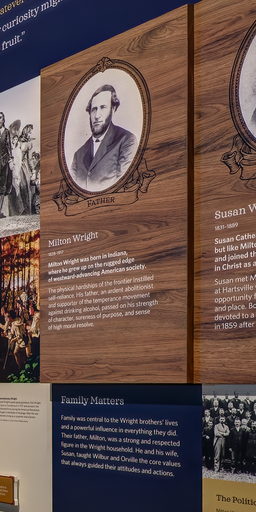 atever
curiosity migh
fruit."
FATHER
Milton Wright
1828–1917
Milton Wright was born in Indiana,
where he grew up on the rugged edge
of westward-advancing American society.
The physical hardships of the frontier instilled
self-reliance. His father, an ardent abolitionist
and supporter of the temperance movement
against drinking alcohol, passed on his strength
of character, sureness of purpose, and sense
of high moral resolve.
Susan W
1831–1889
Susan Cathe
but like Milto
and joined th
in Christ as a
Susan met M
at Hartsville
opportunity
and place. Bo
devoted to a
in 1859 after
Family Matters
Family was central to the Wright brothers' lives
and a powerful influence in everything they did.
Their father, Milton, was a strong and respected
figure in the Wright household. He and his wife,
Susan, taught Wilbur and Orville the core values
that always guided their attitudes and actions.
The Politic